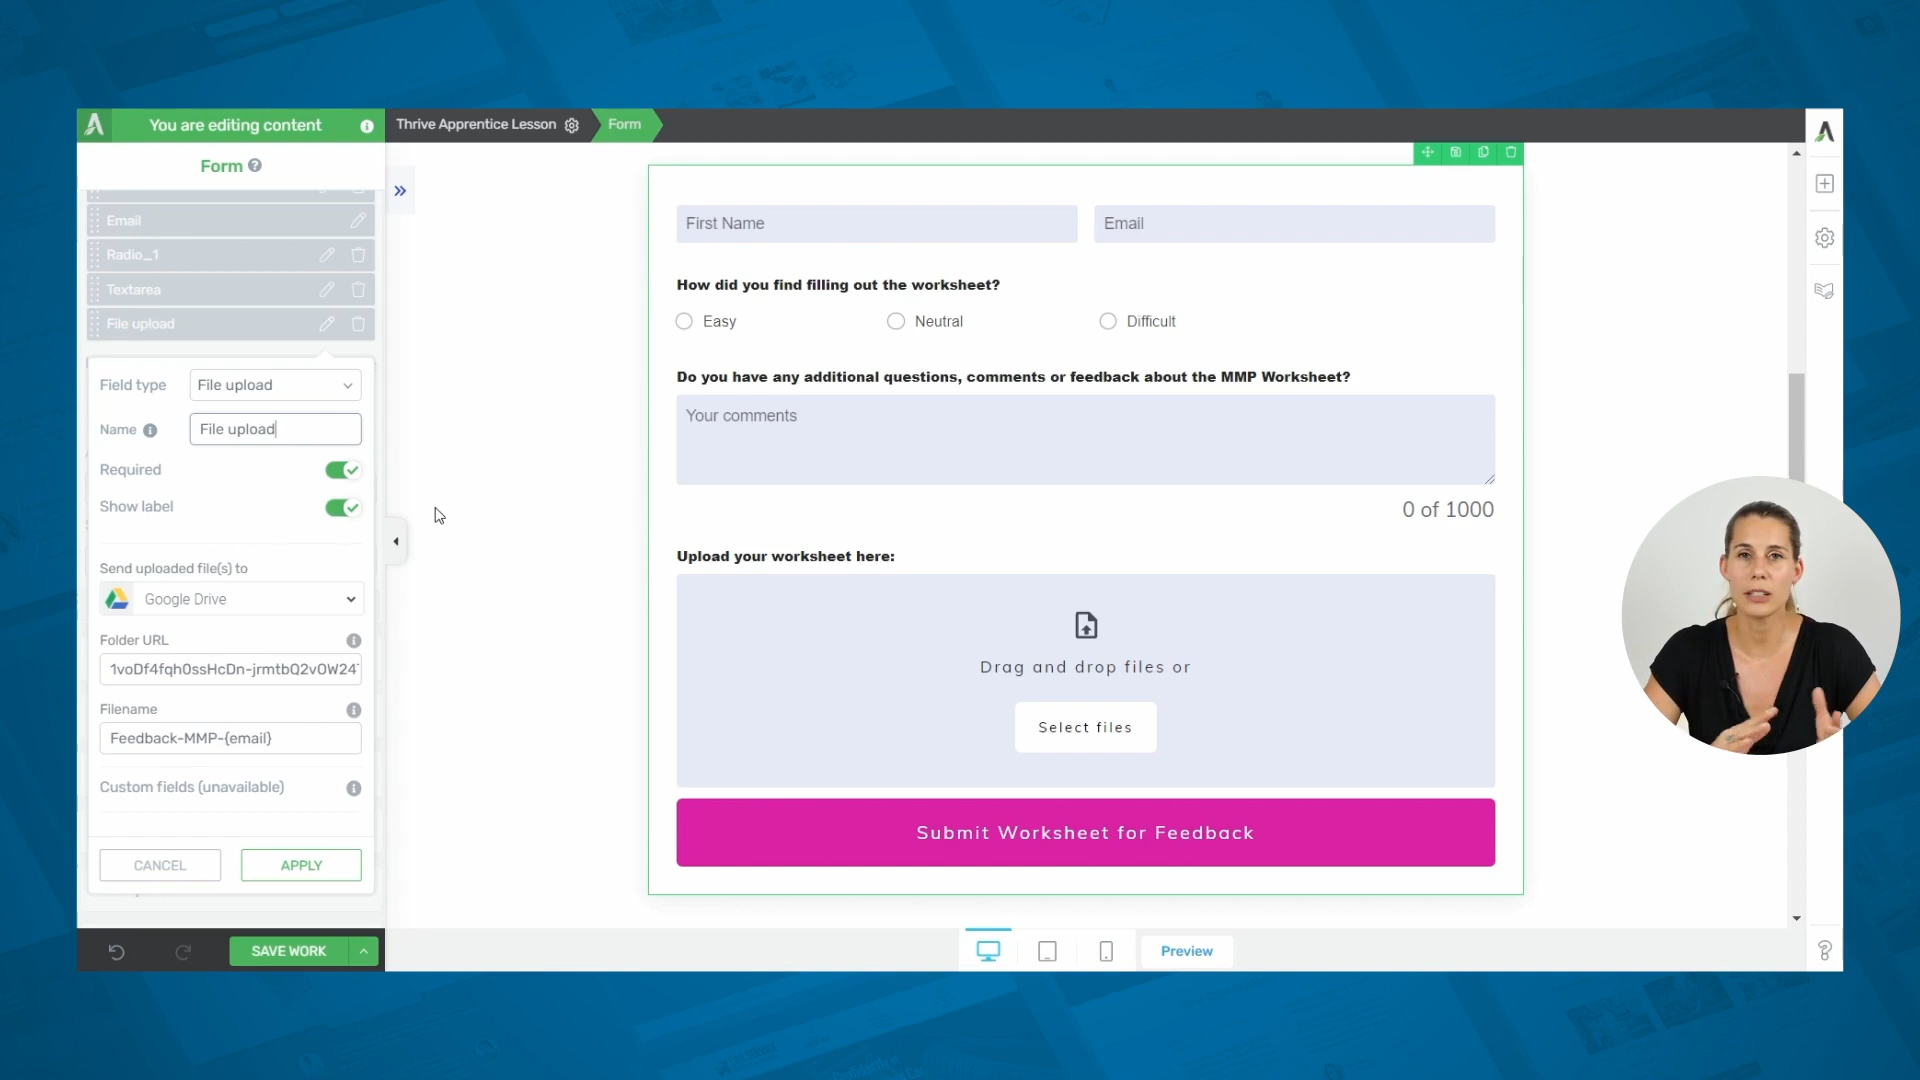 You are editing content
Thrive Apprentice Lesson
Form
Form
Email
Radio_1
Textarea
File upload
Field type
File upload
Name
File upload
Required
Show label
Send uploaded file(s) to
Google Drive
Folder URL
1voDf4fqh0ssHcDn-jrmtbQ2vOW24
Filename
Feedback-MMP-{email}
Custom fields (unavailable)
CANCEL
APPLY
SAVE WORK
First Name
Email
How did you find filling out the worksheet?
Easy
Neutral
Difficult
Do you have any additional questions, comments or feedback about the MMP Worksheet?
Your comments
0 of 1000
Upload your worksheet here:
Drag and drop files or
Select files
Submit Worksheet for Feedback
Preview